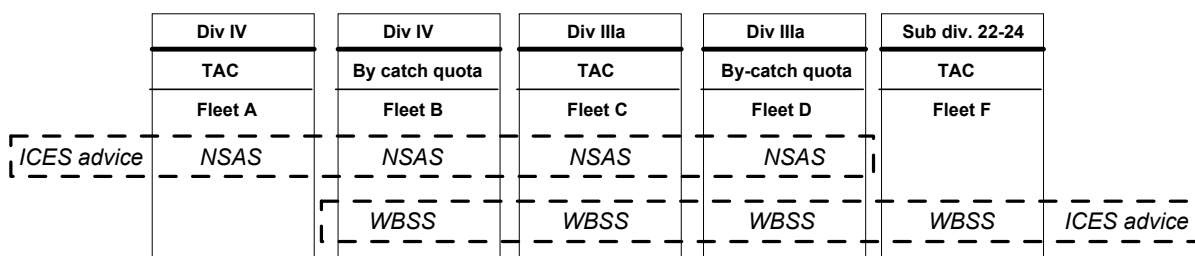 Div IV Div IV Div IIIa Div IIIa Sub div. 22-24
TAC By catch quota TAC By-catch quota TAC
Fleet A Fleet B Fleet C Fleet D Fleet F
ICES advice NSAS NSAS NSAS NSAS
WBSS WBSS WBSS WBSS ICES advice